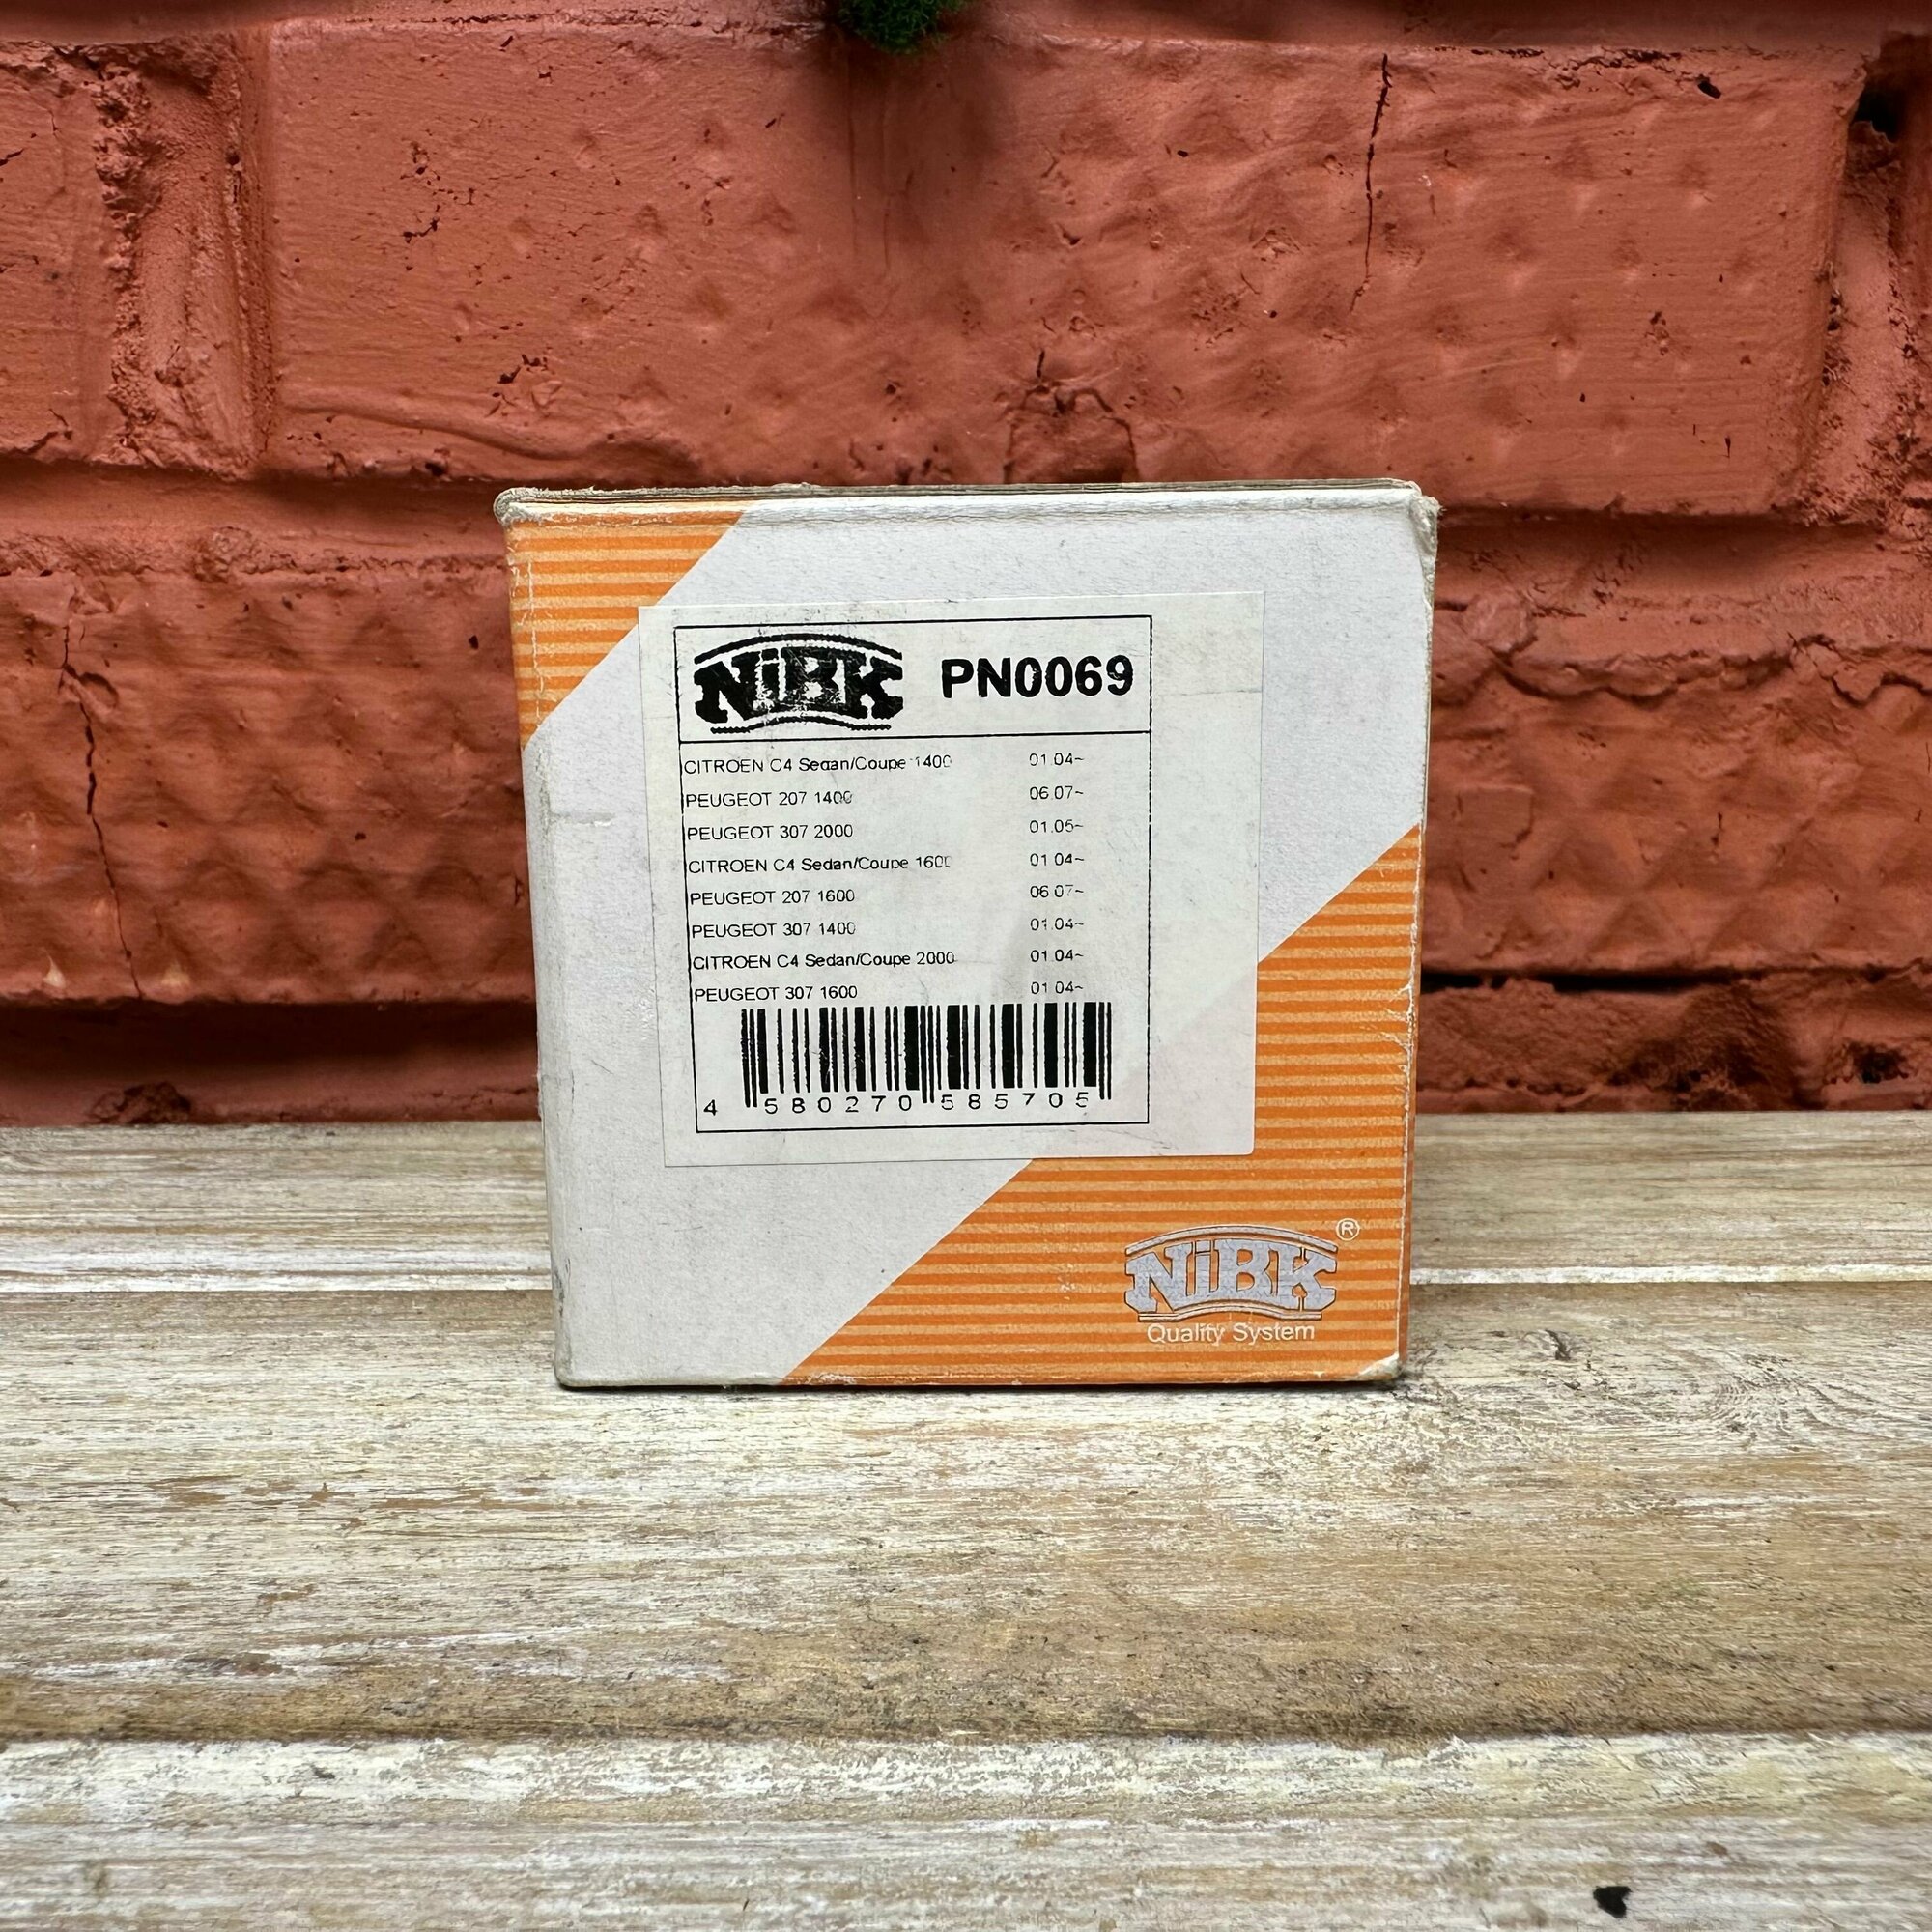 NiBK PN0069
CITROEN C4 Sedan/Coupe 1400 01.04~
PEUGEOT 207 1400 06.07~
PEUGEOT 307 2000 01.05~
CITROEN C4 Sedan/Coupe 1600 01.04~
PEUGEOT 207 1600 06.07~
PEUGEOT 307 1400 01.04~
CITROEN C4 Sedan/Coupe 2000 01.04~
PEUGEOT 307 1600 01.04~
4 580270 585705
NiBK ®
Quality System